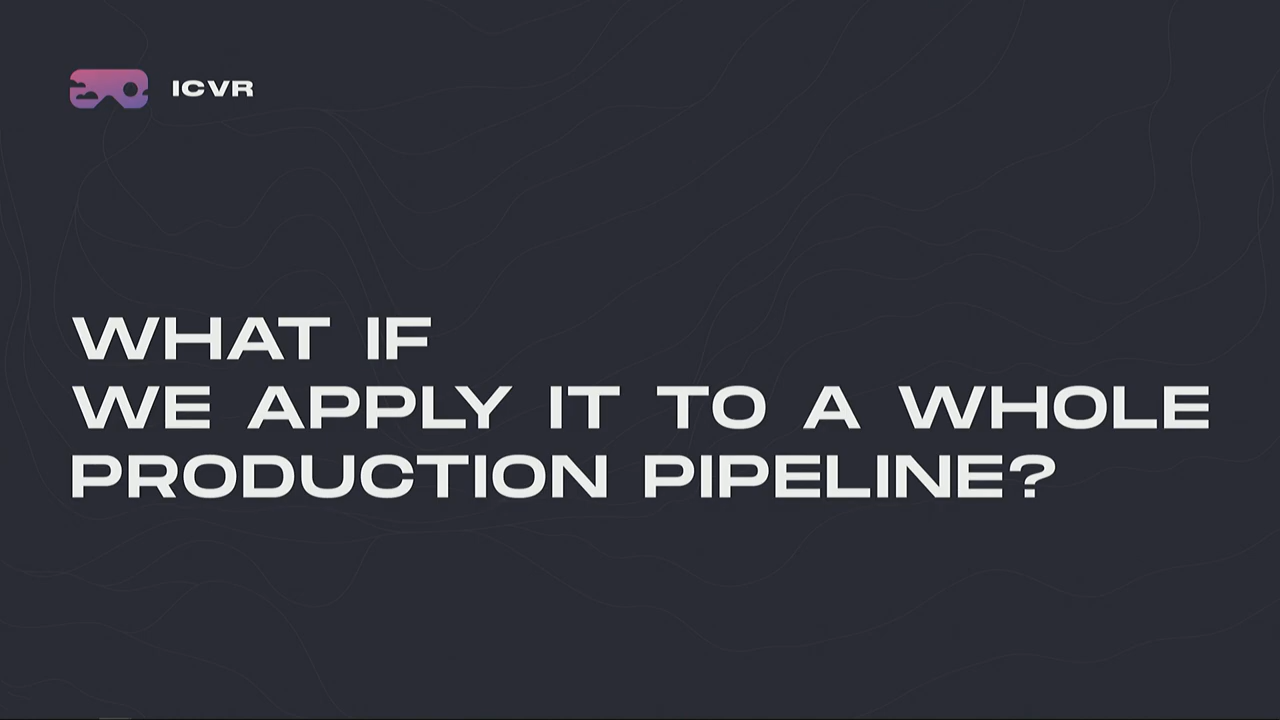 ICVR
WHAT IF
WE APPLY IT TO A WHOLE
PRODUCTION PIPELINE?